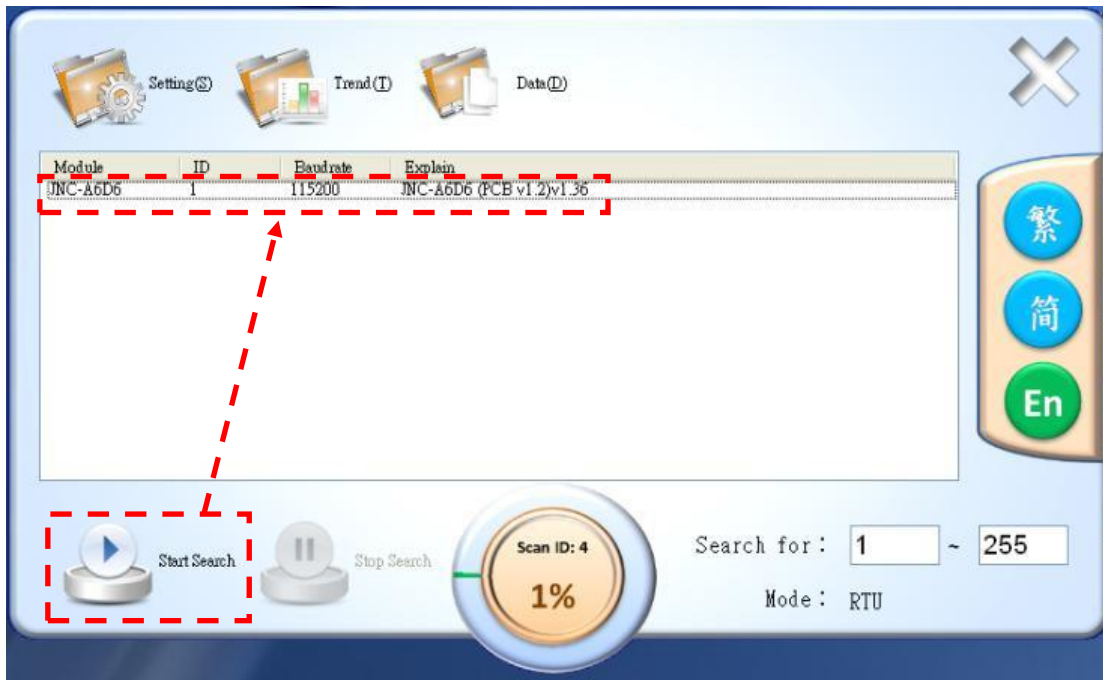 Setting(S) Trend(T) Data(D)
Module ID Baudrate Explain
JNC-A6D6 1 115200 JNC-A6D6 (PCB v1.2)v1.36
繁
简
En
Start Search Stop Search
Scan ID: 4
1%
Search for： 1 ~ 255
Mode： RTU